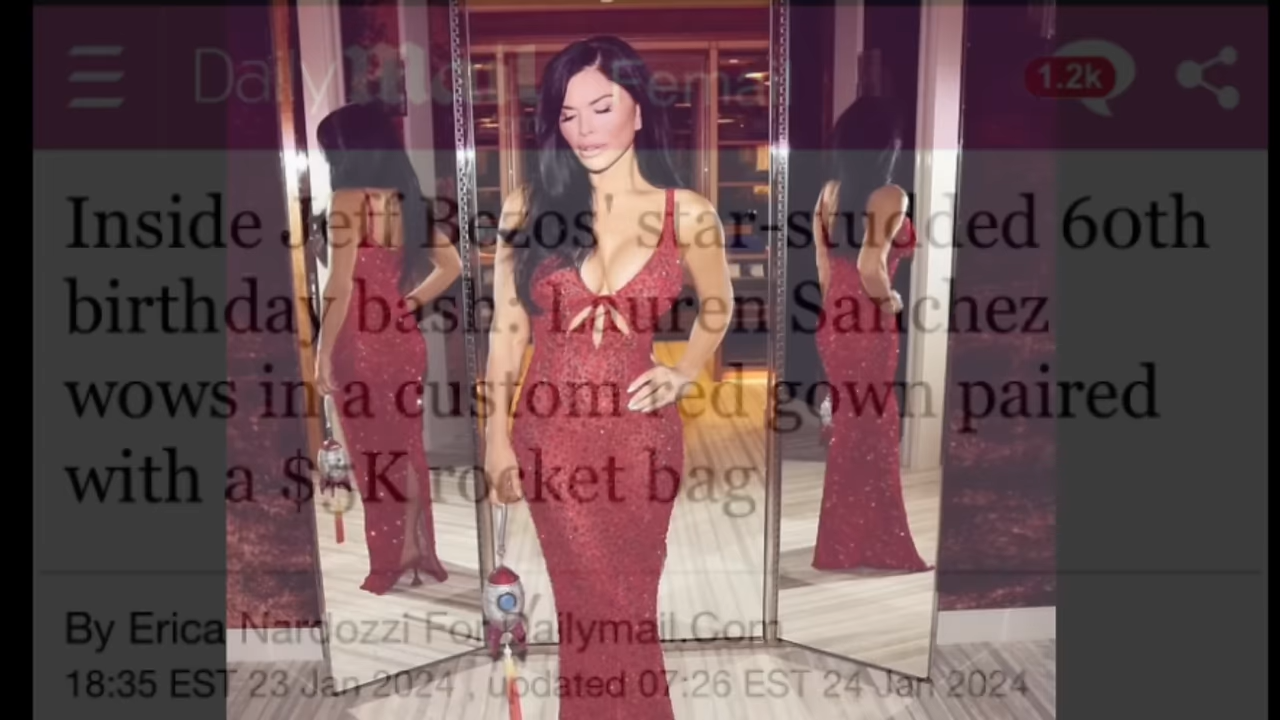 Daily Mail Femail
1.2k
Inside Jeff Bezos' star-studded 60th
birthday bash: Lauren Sanchez
wows in a custom red gown paired
with a $5K rocket bag
By Erica Nardozzi For Dailymail.Com
18:35 EST 23 Jan 2024 , updated 07:26 EST 24 Jan 2024